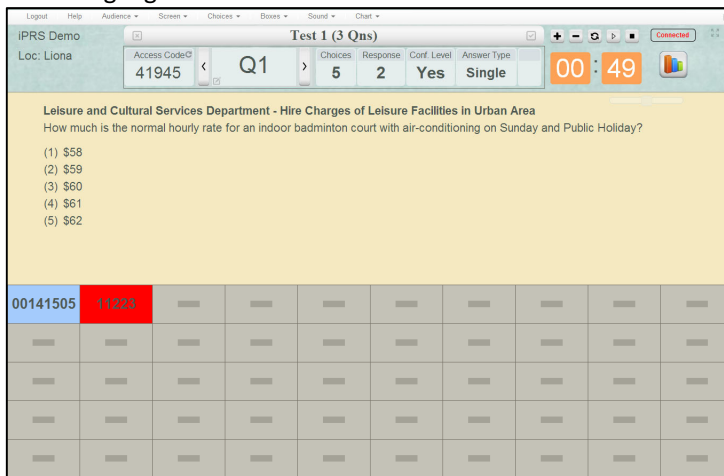 Logout Help Audience Screen Choices Boxes Sound Chart
iPRS Demo
Test 1 (3 Qns)
Connected
Loc: Liona
Access Code
41945
Q1
Choices
5
Response
2
Conf. Level
Yes
Answer Type
Single
00 : 49
Leisure and Cultural Services Department - Hire Charges of Leisure Facilities in Urban Area
How much is the normal hourly rate for an indoor badminton court with air-conditioning on Sunday and Public Holiday?
(1) $58
(2) $59
(3) $60
(4) $61
(5) $62
00141505 11223